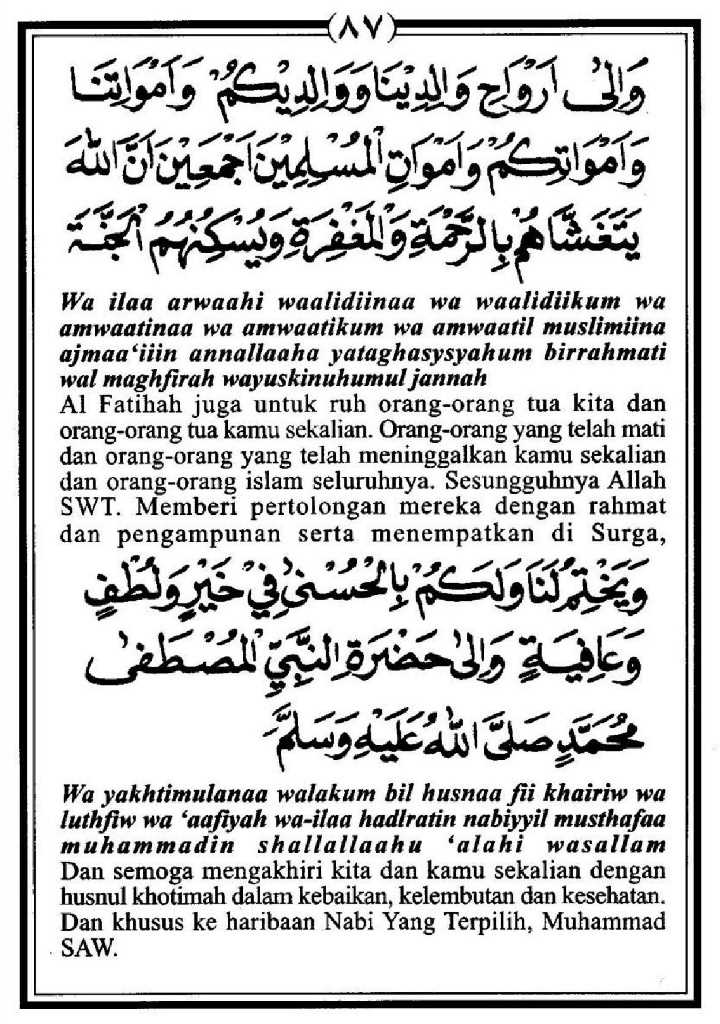 (٨٧)
وَاِلٰى اَرْوَاحِ وَالِدِيْنَا وَوَالِدِيْكُمْ وَاَمْوَاتِنَا
وَاَمْوَاتِكُمْ وَاَمْوَاتِ الْمُسْلِمِيْنَ اَجْمَعِيْنَ اَنَّ اللّٰهَ
يَتَغَشَّاهُمْ بِالرَّحْمَةِ وَالْمَغْفِرَةِ وَيُسْكِنُهُمُ الْجَنَّةَ
Wa ilaa arwaahi waalidiinaa wa waalidiikum wa
amwaatinaa wa amwaatikum wa amwaatil muslimiina
ajmaa‘iiin annallaaha yataghasysyahum birrahmati
wal maghfirah wayuskinuhumul jannah
Al Fatihah juga untuk ruh orang-orang tua kita dan
orang-orang tua kamu sekalian. Orang-orang yang telah mati
dan orang-orang yang telah meninggalkan kamu sekalian
dan orang-orang islam seluruhnya. Sesungguhnya Allah
SWT. Memberi pertolongan mereka dengan rahmat
dan pengampunan serta menempatkan di Surga,
وَيَخْتِمُ لَنَا وَلَكُمْ بِالْحُسْنٰى فِيْ خَيْرٍ وَلُطْفٍ
وَعَافِيَةٍ وَاِلٰى حَضْرَةِ النَّبِيِّ الْمُصْطَفٰى
مُحَمَّدٍ صَلَّى اللّٰهُ عَلَيْهِ وَسَلَّمَ
Wa yakhtimulanaa walakum bil husnaa fii khairiw wa
luthfiw wa ‘aafiyah wa-ilaa hadlratin nabiyyil musthafaa
muhammadin shallallaahu ‘alahi wasallam
Dan semoga mengakhiri kita dan kamu sekalian dengan
husnul khotimah dalam kebaikan, kelembutan dan kesehatan.
Dan khusus ke haribaan Nabi Yang Terpilih, Muhammad
SAW.